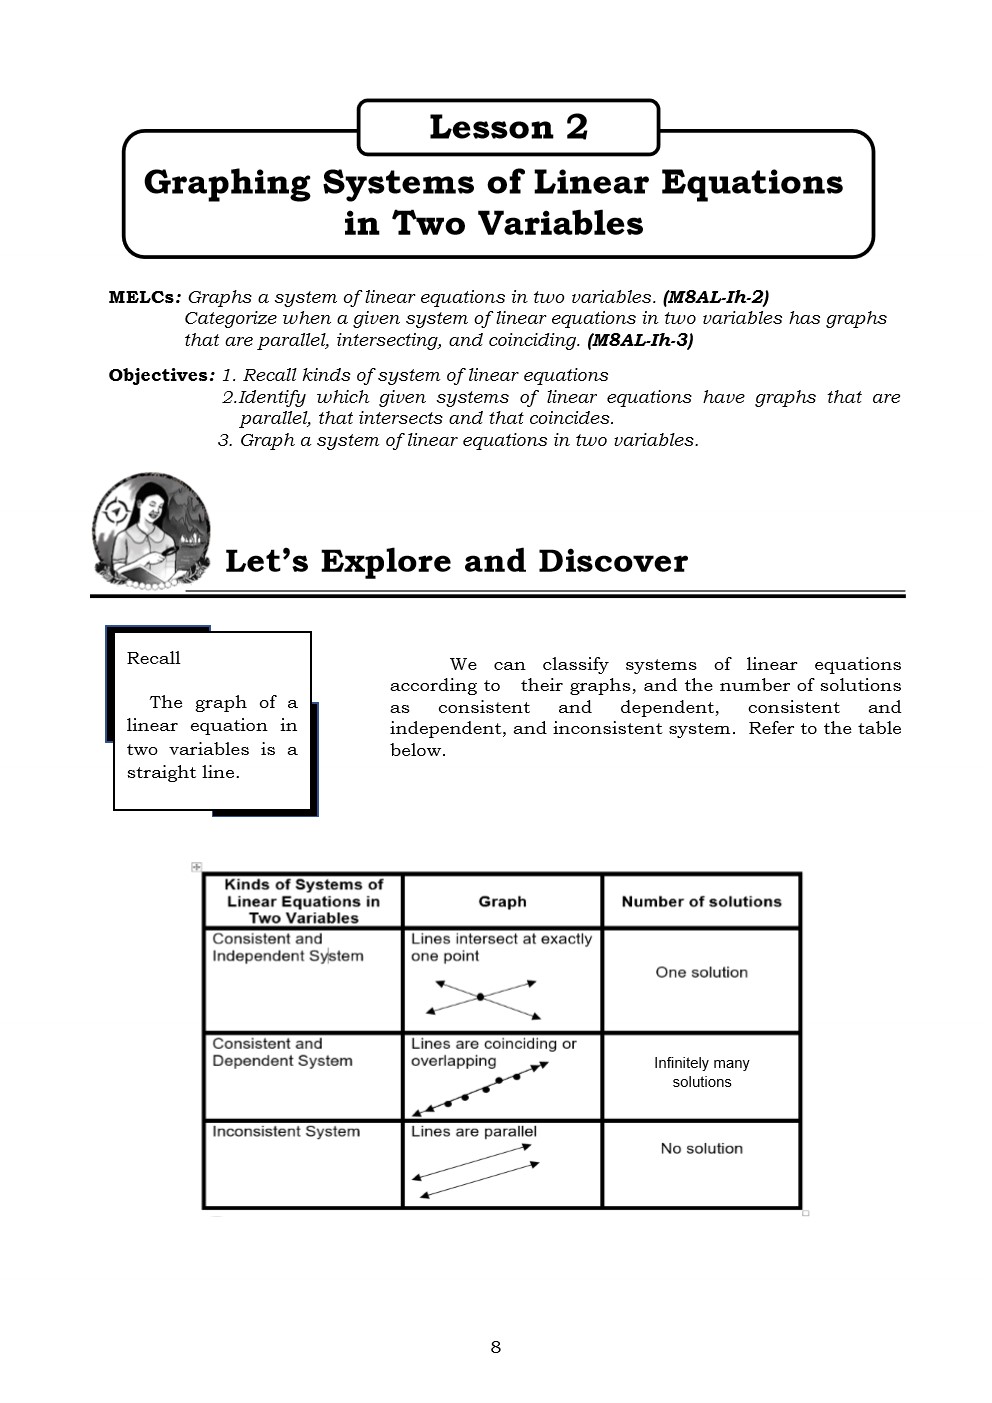 Lesson 2
Graphing Systems of Linear Equations
in Two Variables
MELCs: Graphs a system of linear equations in two variables. (M8AL-Ih-2)
Categorize when a given system of linear equations in two variables has graphs
that are parallel, intersecting, and coinciding. (M8AL-Ih-3)
Objectives: 1. Recall kinds of system of linear equations
2.Identify which given systems of linear equations have graphs that are
parallel, that intersects and that coincides.
3. Graph a system of linear equations in two variables.
Let's Explore and Discover
Recall
The graph of a
linear equation in
two variables is a
straight line.
We can classify systems of linear equations
according to their graphs, and the number of solutions
as consistent and dependent, consistent and
independent, and inconsistent system. Refer to the table
below.
Kinds of Systems of
Linear Equations in
Two Variables
Graph
Number of solutions
Consistent and
Independent System
Lines intersect at exactly
one point
One solution
Consistent and
Dependent System
Lines are coinciding or
overlapping
Infinitely many
solutions
Inconsistent System
Lines are parallel
No solution
8